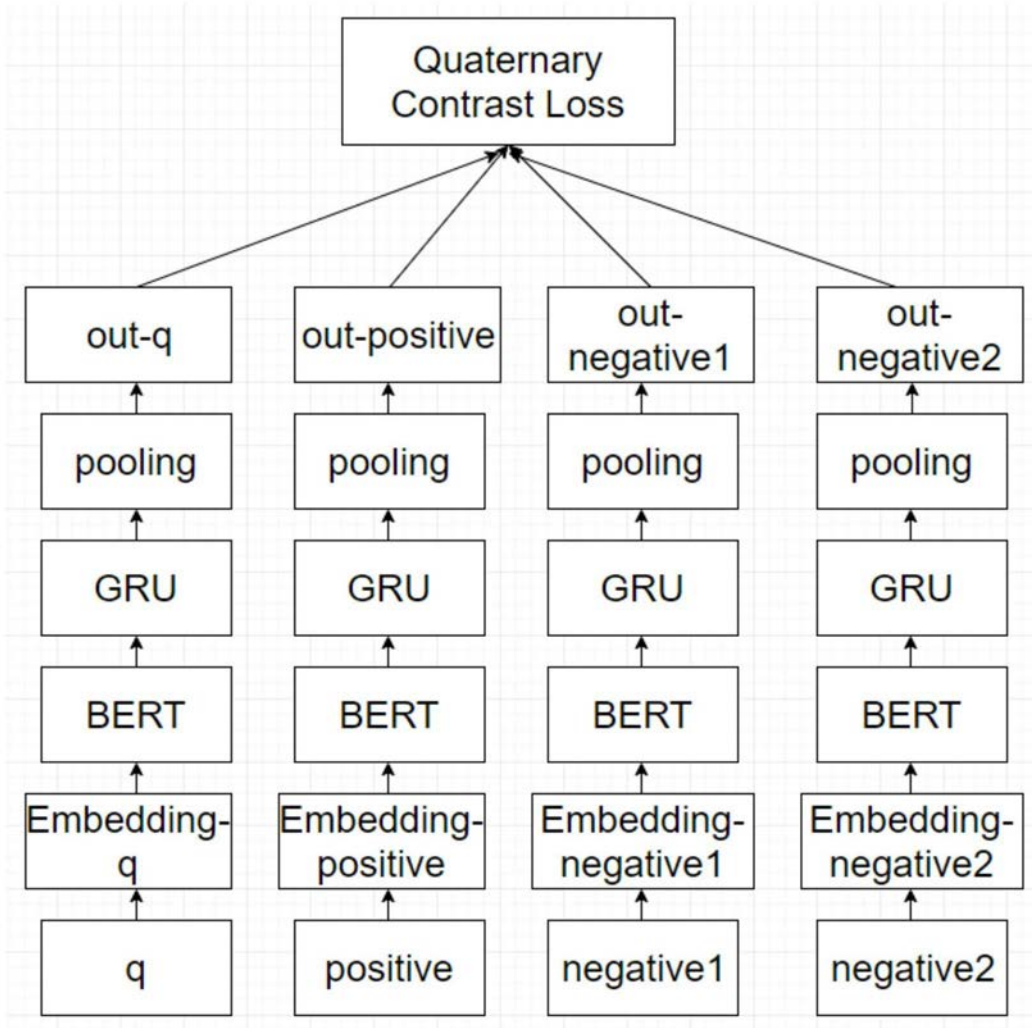 Quaternary
Contrast Loss
out-q
out-positive
out-
negative1
out-
negative2
pooling
pooling
pooling
pooling
GRU
GRU
GRU
GRU
BERT
BERT
BERT
BERT
Embedding-
q
Embedding-
positive
Embedding-
negative1
Embedding-
negative2
q
positive
negative1
negative2